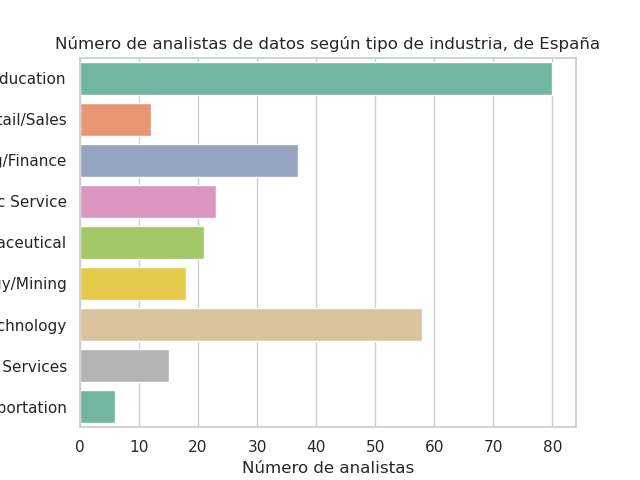 Número de analistas de datos según tipo de industria, de España
ducation
tail/Sales
g/Finance
c Service
aceutical
gy/Mining
chnology
Services
portation
0 10 20 30 40 50 60 70 80
Número de analistas